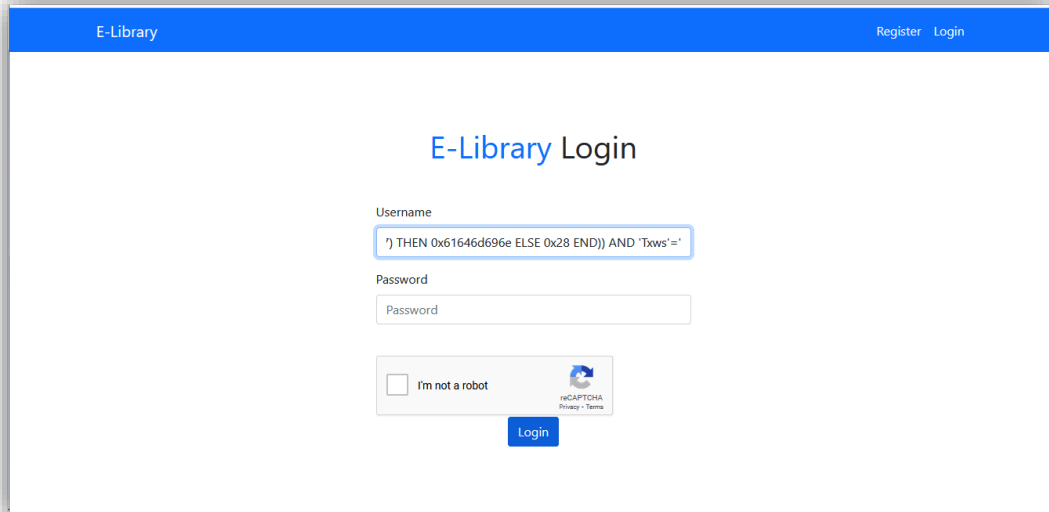 E-Library Register Login
E-Library Login
Username
') THEN 0x61646d696e ELSE 0x28 END)) AND 'Txws'='
Password
Password
I'm not a robot
reCAPTCHA
Privacy - Terms
Login